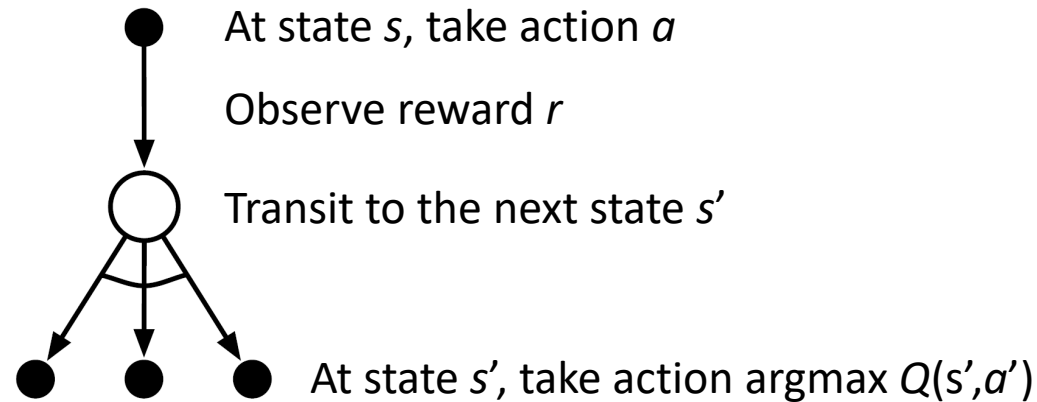 At state s, take action a
Observe reward r
Transit to the next state s'
At state s', take action argmax Q(s',a')